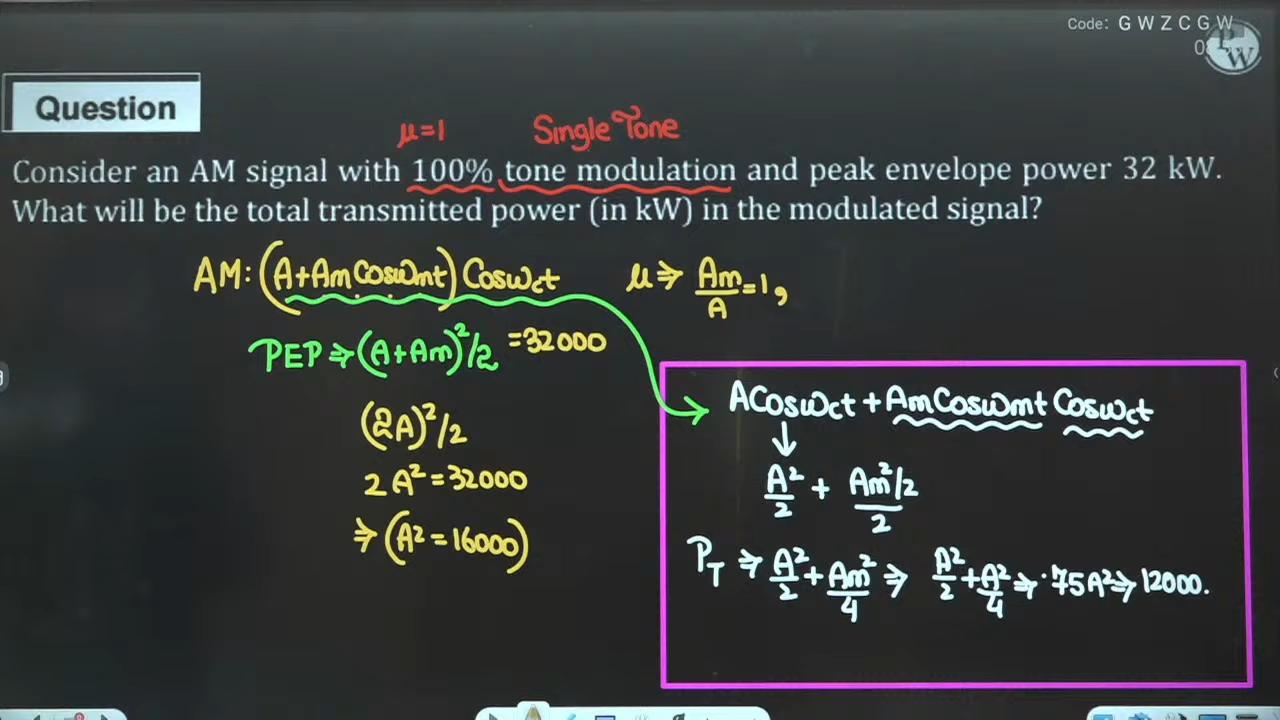 Code: G W Z C G W
P W
Question
μ=1 Single Tone
Consider an AM signal with 100% tone modulation and peak envelope power 32 kW.
What will be the total transmitted power (in kW) in the modulated signal?
AM: (A+AmCosωmt) Cosωct μ ⇒ Am/A = 1,
PEP ⇒ (A+Am)²/2 = 32000
(2A)²/2
2A² = 32000
⇒ (A² = 16000)
ACosωct + AmCosωmt Cosωct
↓
A²/2 + (Am²/2)/2
PT ⇒ A²/2 + Am²/4 ⇒ A²/2 + A²/4 ⇒ .75A² ⇒ 12000.